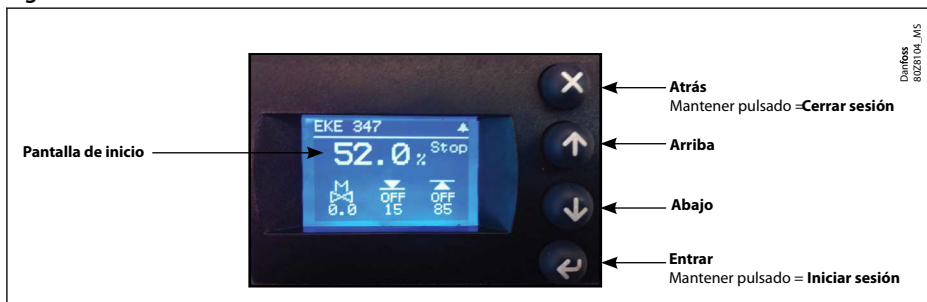 Pantalla de inicio
EKE 347
52.0 % Stop
M
OFF OFF
0.0 15 85
Atrás
Mantener pulsado =Cerrar sesión
Arriba
Abajo
Entrar
Mantener pulsado = Iniciar sesión
Danfoss
80Z8104_MS